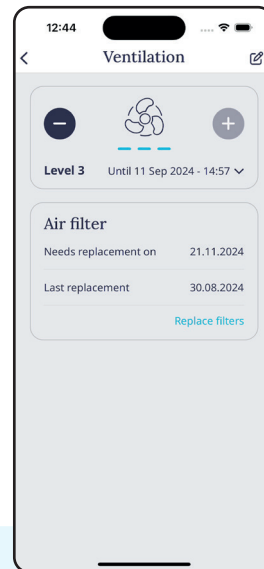 12:44
Ventilation
Level 3 Until 11 Sep 2024 - 14:57
Air filter
Needs replacement on 21.11.2024
Last replacement 30.08.2024
Replace filters